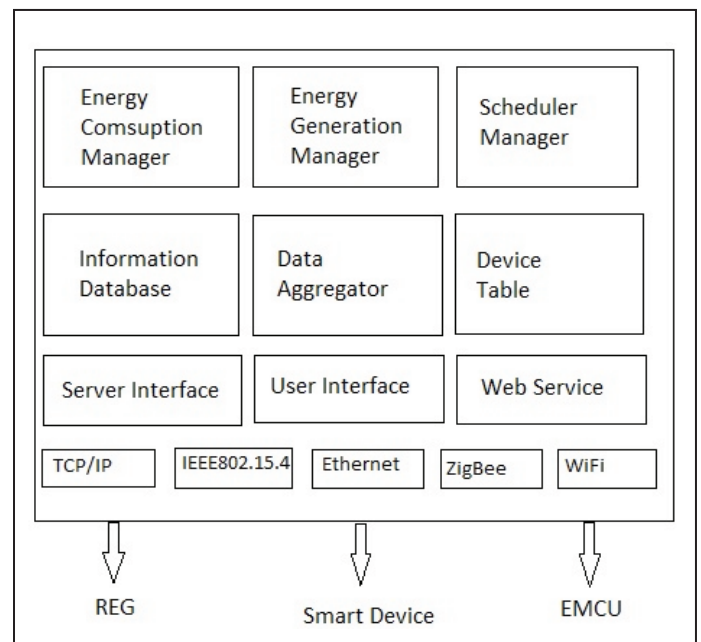 Energy
Comsuption
Manager
Energy
Generation
Manager
Scheduler
Manager
Information
Database
Data
Aggregator
Device
Table
Server Interface
User Interface
Web Service
TCP/IP
IEEE802.15.4
Ethernet
ZigBee
WiFi
REG
Smart Device
EMCU